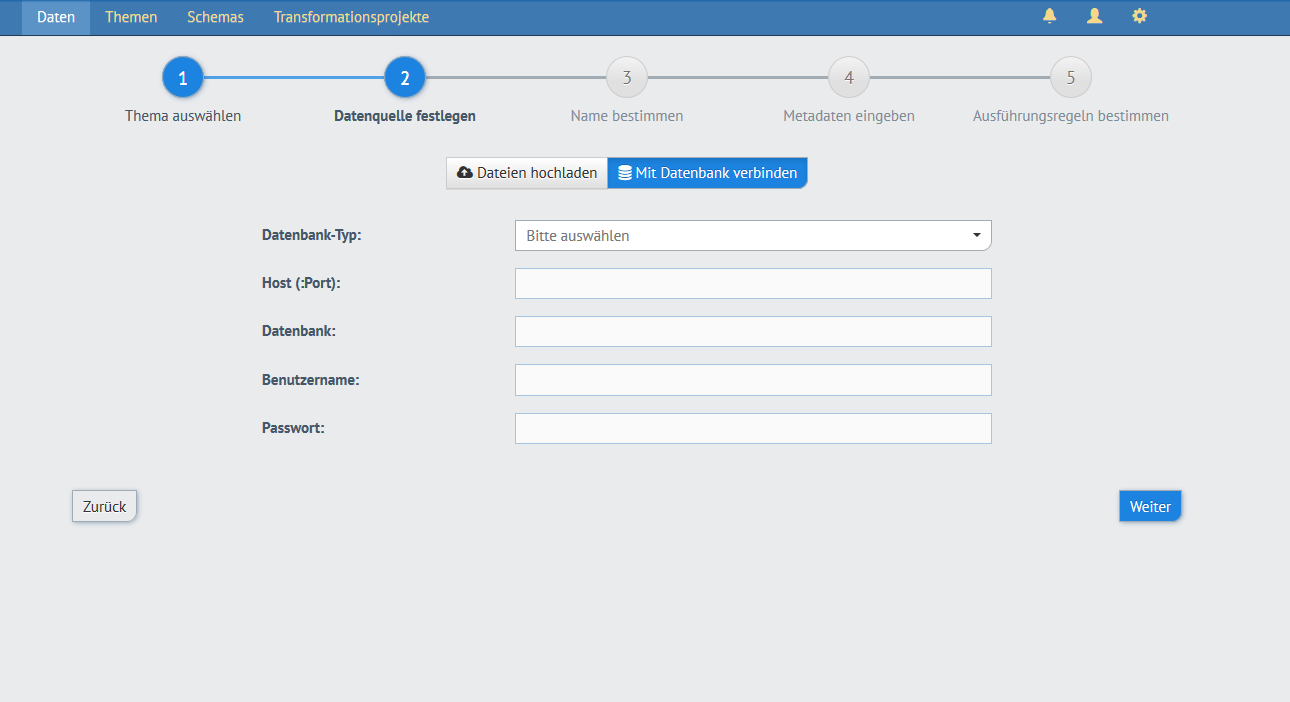 Daten Themen Schemas Transformationsprojekte
1 2 3 4 5
Thema auswählen Datenquelle festlegen Name bestimmen Metadaten eingeben Ausführungsregeln bestimmen
Dateien hochladen Mit Datenbank verbinden
Datenbank-Typ: Bitte auswählen
Host (:Port):
Datenbank:
Benutzername:
Passwort:
Zurück Weiter